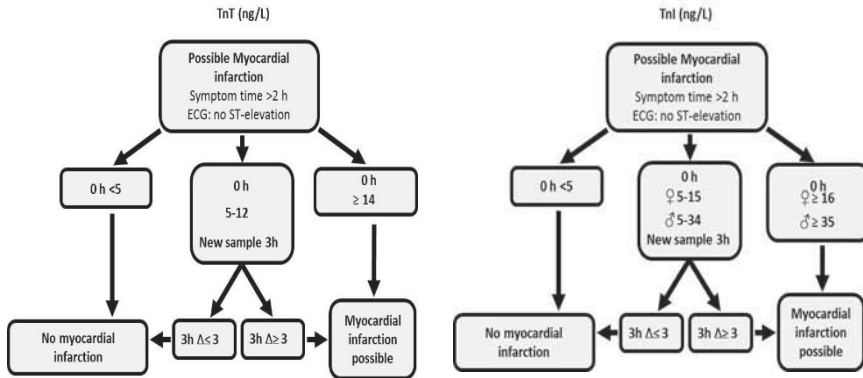 TnT (ng/L)
Possible Myocardial
infarction
Symptom time >2 h
ECG: no ST-elevation
0 h <5
0 h
5-12
New sample 3h
0 h
≥ 14
No myocardial
infarction
3h Δ≤3
3h Δ≥3
Myocardial
infarction
possible
TnI (ng/L)
Possible Myocardial
infarction
Symptom time >2 h
ECG: no ST-elevation
0 h <5
0 h
♀5-15
♂5-34
New sample 3h
0h
♀≥ 16
♂≥ 35
No myocardial
infarction
3h Δ≤3
3h Δ≥3
Myocardial
infarction
possible